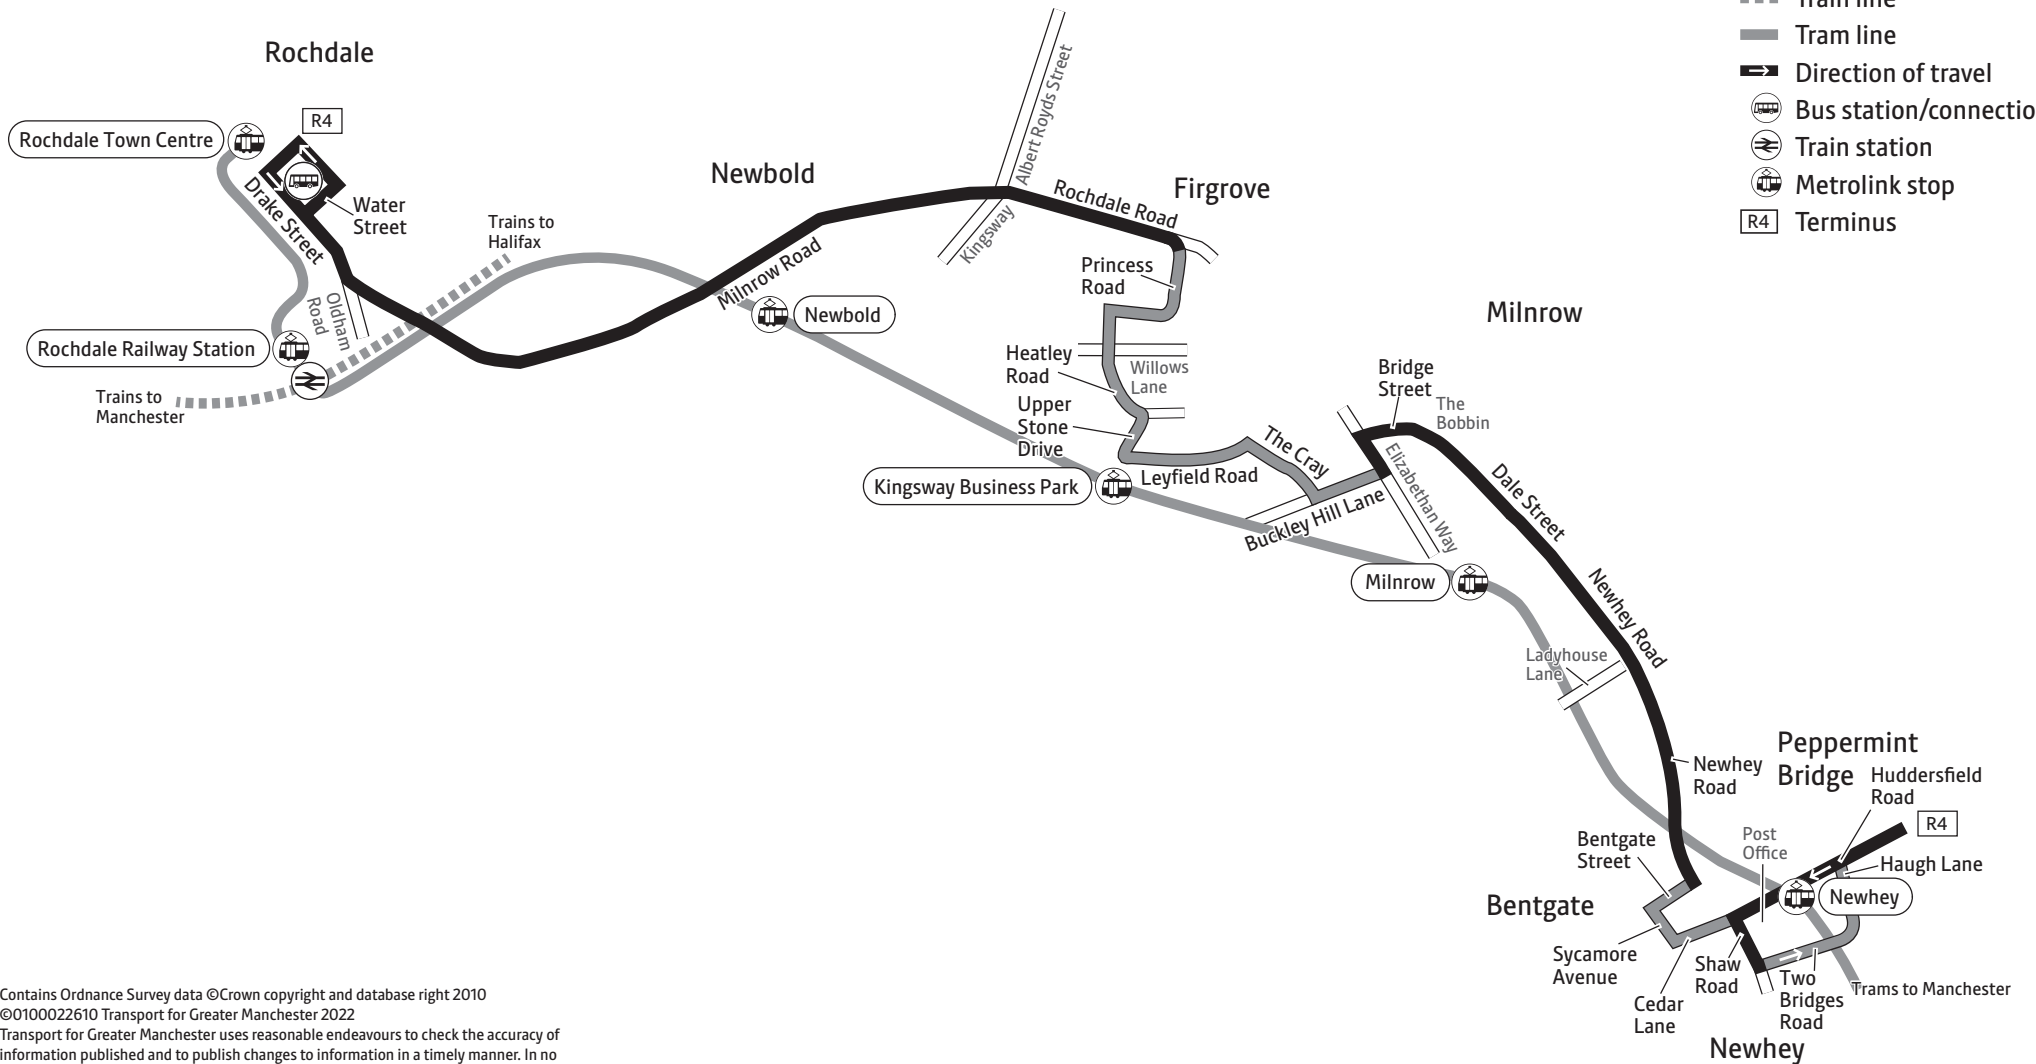 Train line
Tram line
Direction of travel
Bus station/connectio
Train station
Metrolink stop
R4 Terminus
Rochdale
R4
Rochdale Town Centre
Drake Street
Water
Street
Oldham
Road
Rochdale Railway Station
Trains to
Manchester
Trains to
Halifax
Newbold
Milnrow Road
Newbold
Albert Royds Street
Kingsway
Rochdale Road
Firgrove
Princess
Road
Heatley
Road
Willows
Lane
Upper
Stone
Drive
Leyfield Road
The Cray
Kingsway Business Park
Buckley Hill Lane
Milnrow
Bridge
Street
The
Bobbin
Elizabethan Way
Dale Street
Milnrow
Newhey Road
Ladyhouse
Lane
Newhey
Road
Peppermint
Bridge
Huddersfield
Road
R4
Post
Office
Haugh Lane
Newhey
Bentgate
Street
Bentgate
Sycamore
Avenue
Cedar
Lane
Shaw
Road
Two
Bridges
Road
Trams to Manchester
Newhey
Contains Ordnance Survey data ©Crown copyright and database right 2010
©0100022610 Transport for Greater Manchester 2022
Transport for Greater Manchester uses reasonable endeavours to check the accuracy of
information published and to publish changes to information in a timely manner. In no